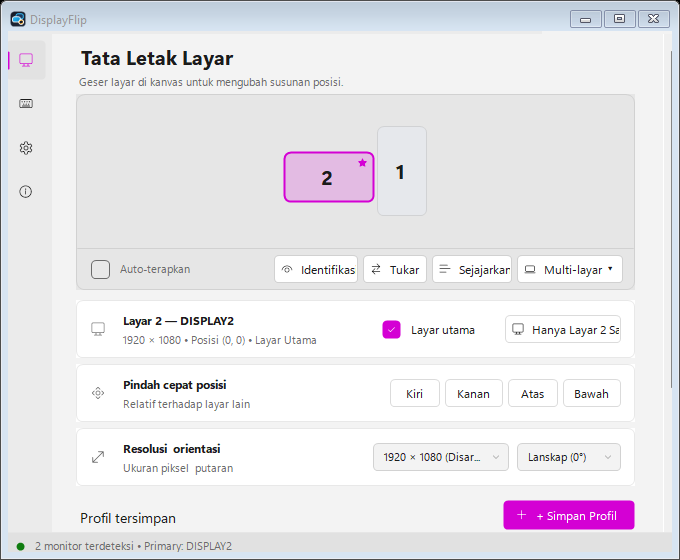 DisplayFlip
Tata Letak Layar
Geser layar di kanvas untuk mengubah susunan posisi.
2
1
Auto-terapkan
Identifikas
Tukar
Sejajarkan
Multi-layar
Layar 2 — DISPLAY2
1920 × 1080 • Posisi (0, 0) • Layar Utama
Layar utama
Hanya Layar 2 Sa
Pindah cepat posisi
Relatif terhadap layar lain
Kiri
Kanan
Atas
Bawah
Resolusi  orientasi
Ukuran piksel  putaran
1920 × 1080 (Disar...
Lanskap (0°)
Profil tersimpan
+ + Simpan Profil
2 monitor terdeteksi • Primary: DISPLAY2